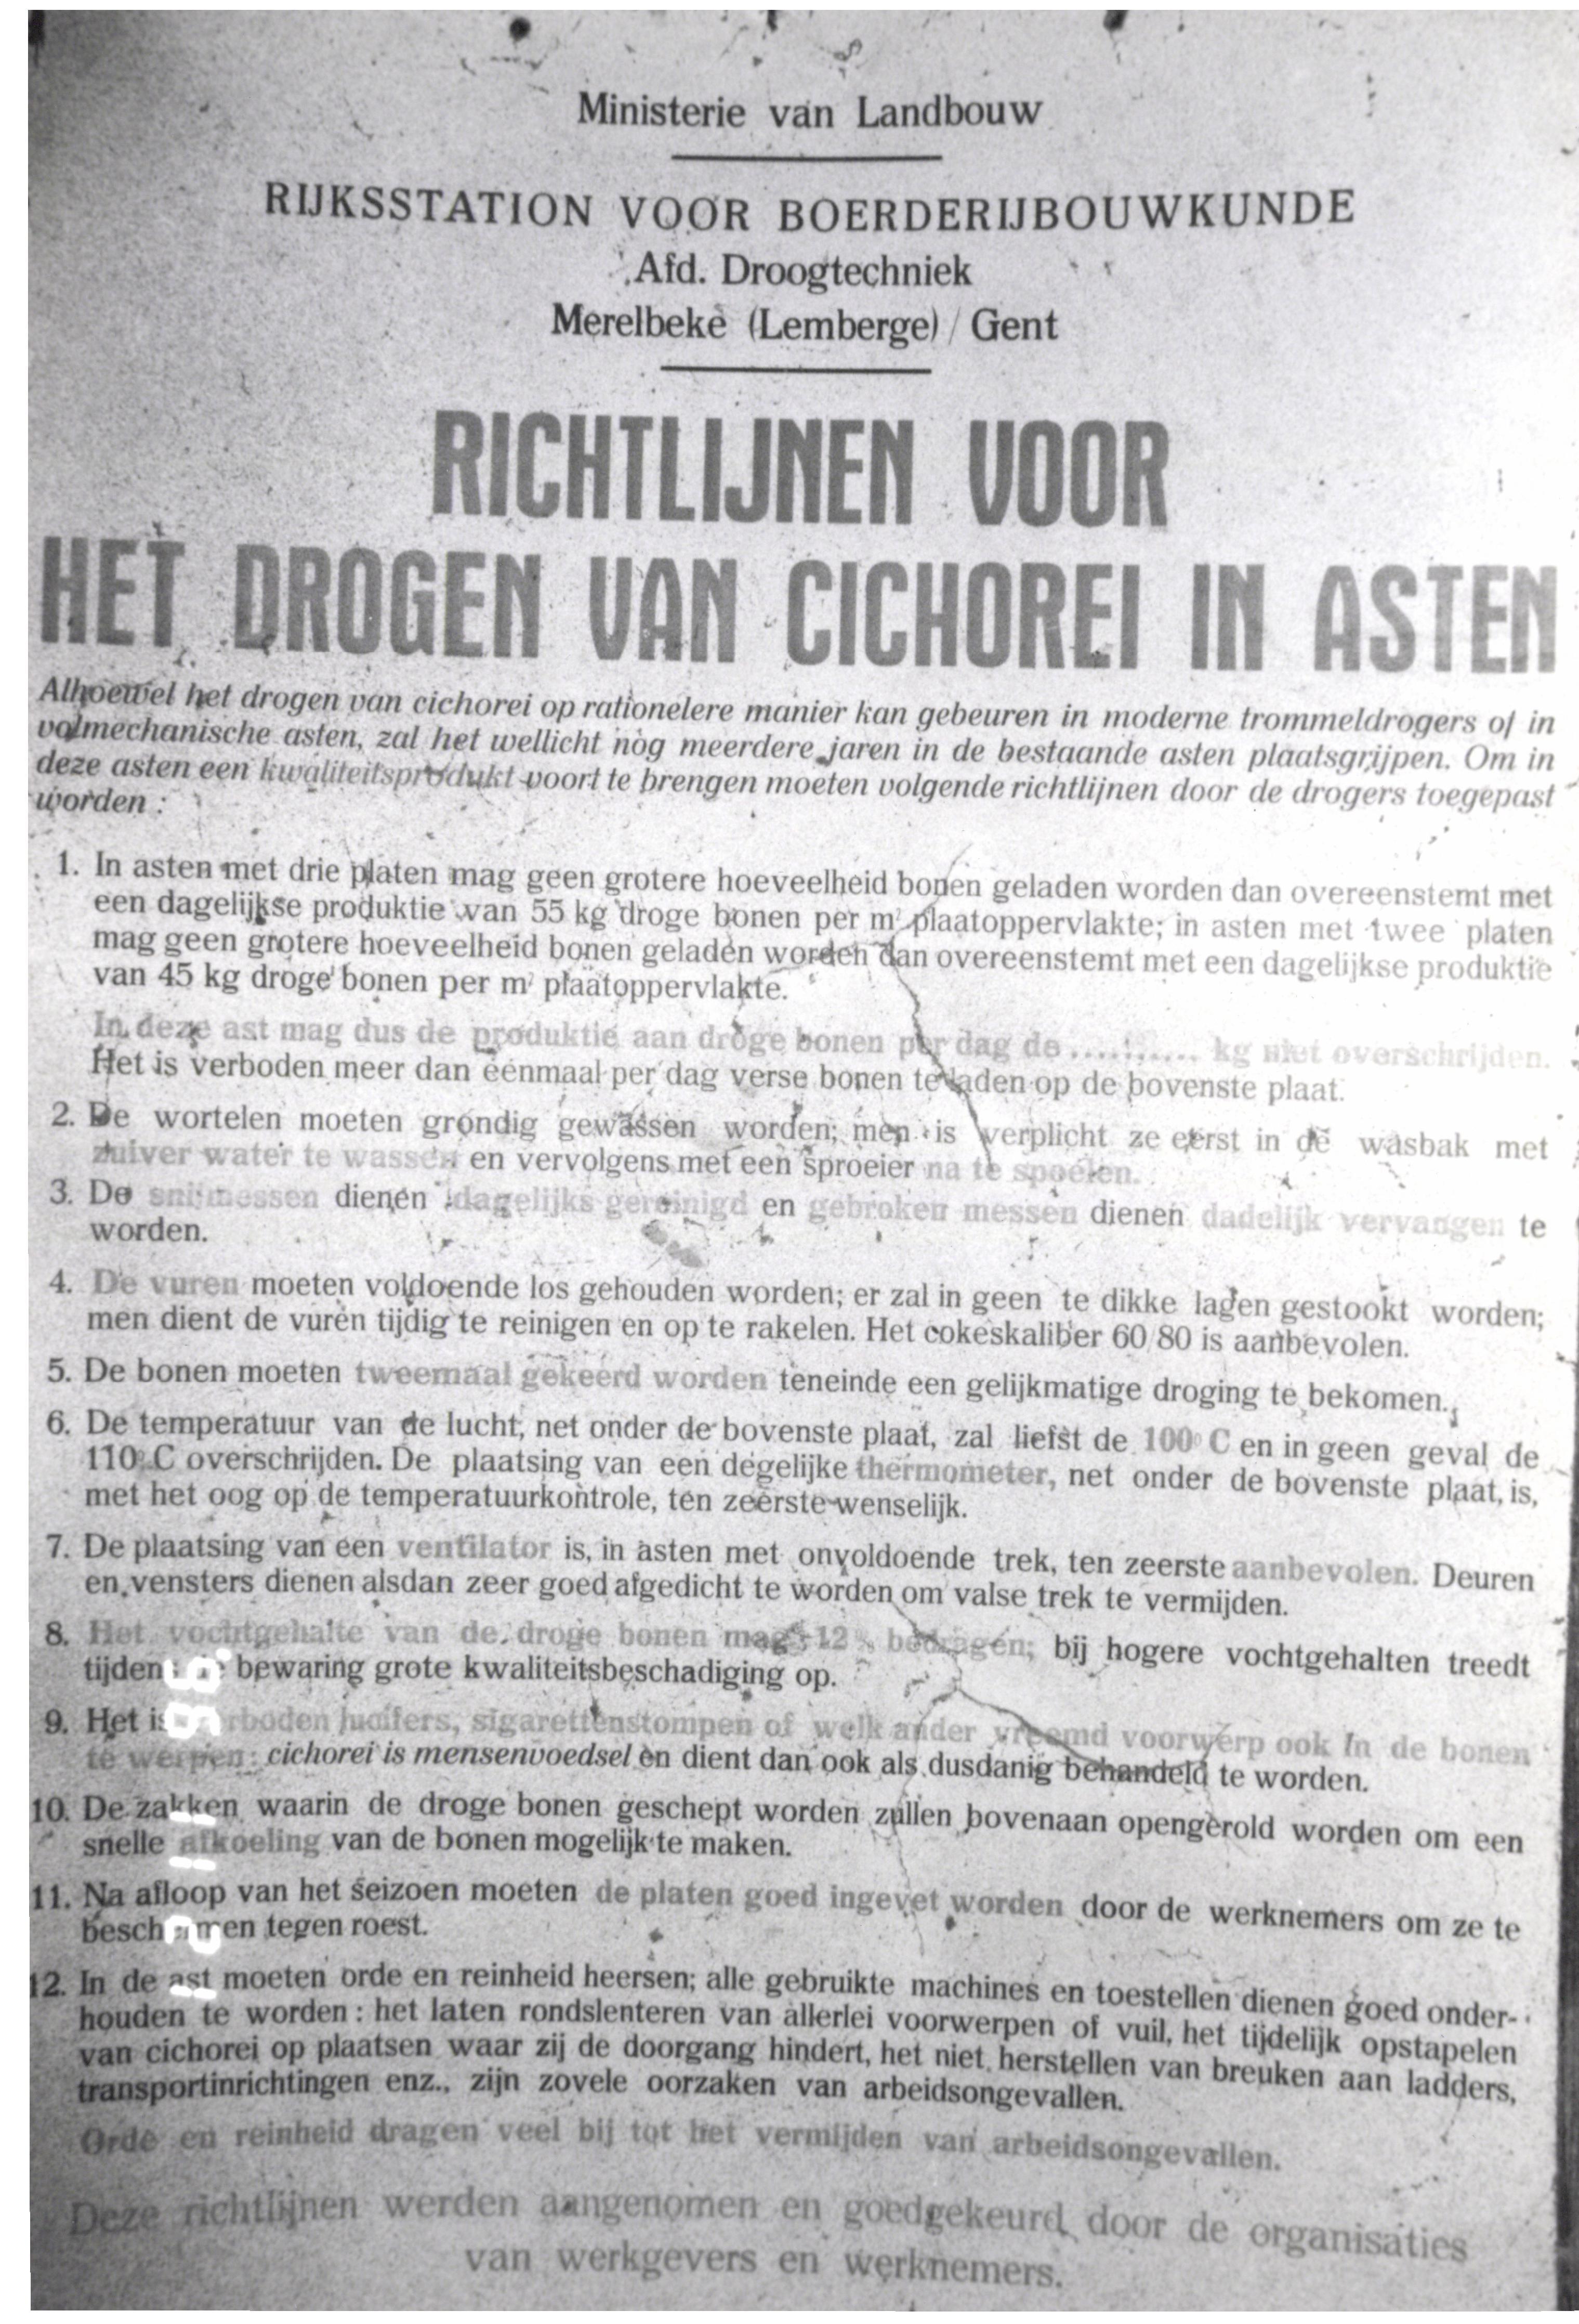 Ministerie van Landbouw
RIJKSSTATION VOOR BOERDERIJBOUWKUNDE
Afd. Droogtechniek
Merelbeke (Lemberge) / Gent
RICHTLIJNEN VOOR
HET DROGEN VAN CICHOREI IN ASTEN
Alhoewel het drogen van cichorei op rationelere manier kan gebeuren in moderne trommeldrogers of in
volmechanische asten, zal het wellicht nog meerdere jaren in de bestaande asten plaatsgrijpen. Om in
deze asten een kwaliteitsprodukt voort te brengen moeten volgende richtlijnen door de drogers toegepast
worden :
1. In asten met drie platen mag geen grotere hoeveelheid bonen geladen worden dan overeenstemt met
een dagelijkse produktie van 55 kg droge bonen per m² plaatoppervlakte; in asten met twee platen
mag geen grotere hoeveelheid bonen geladen worden dan overeenstemt met een dagelijkse produktie
van 45 kg droge bonen per m² plaatoppervlakte.
In deze ast mag dus de produktie aan droge bonen per dag de .......... kg niet overschrijden.
Het is verboden meer dan éénmaal per dag verse bonen te laden op de bovenste plaat.
2. De wortelen moeten grondig gewassen worden; men is verplicht ze eerst in de wasbak met
zuiver water te wassen en vervolgens met een sproeier na te spoelen.
3. De snijmessen dienen dagelijks gereinigd en gebroken messen dienen dadelijk vervangen te
worden.
4. De vuren moeten voldoende los gehouden worden; er zal in geen te dikke lagen gestookt worden;
men dient de vuren tijdig te reinigen en op te rakelen. Het cokeskaliber 60/80 is aanbevolen.
5. De bonen moeten tweemaal gekeerd worden teneinde een gelijkmatige droging te bekomen.
6. De temperatuur van de lucht, net onder de bovenste plaat, zal liefst de 100° C en in geen geval de
110° C overschrijden. De plaatsing van een degelijke thermometer, net onder de bovenste plaat, is,
met het oog op de temperatuurkontrole, ten zeerste wenselijk.
7. De plaatsing van een ventilator is, in asten met onvoldoende trek, ten zeerste aanbevolen. Deuren
en vensters dienen alsdan zeer goed afgedicht te worden om valse trek te vermijden.
8. Het vochtgehalte van de droge bonen mag 12 % bedragen; bij hogere vochtgehalten treedt
tijdens de bewaring grote kwaliteitsbeschadiging op.
9. Het is verboden lucifers, sigarettenstompen of welk ander vreemd voorwerp ook in de bonen
te werpen: cichorei is mensenvoedsel en dient dan ook als dusdanig behandeld te worden.
10. De zakken waarin de droge bonen geschept worden zullen bovenaan opengerold worden om een
snelle afkoeling van de bonen mogelijk te maken.
11. Na afloop van het seizoen moeten de platen goed ingevet worden door de werknemers om ze te
beschermen tegen roest.
12. In de ast moeten orde en reinheid heersen; alle gebruikte machines en toestellen dienen goed onder-
houden te worden : het laten rondslenteren van allerlei voorwerpen of vuil, het tijdelijk opstapelen
van cichorei op plaatsen waar zij de doorgang hindert, het niet herstellen van breuken aan ladders,
transportinrichtingen enz., zijn zovele oorzaken van arbeidsongevallen.
Orde en reinheid dragen veel bij tot het vermijden van arbeidsongevallen.
Deze richtlijnen werden aangenomen en goedgekeurd door de organisaties
van werkgevers en werknemers.